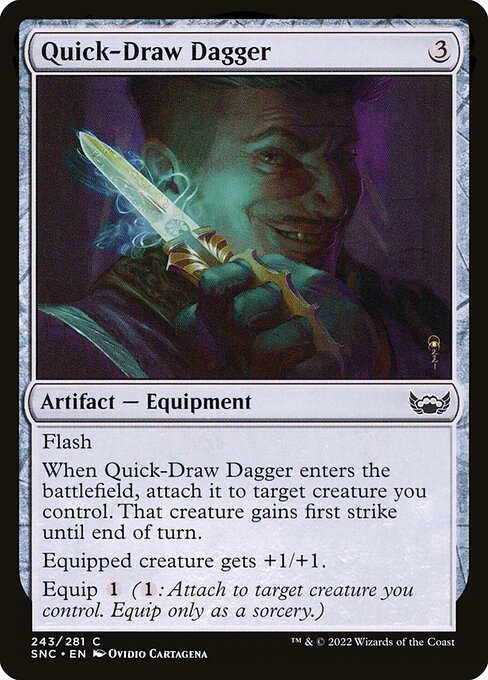 Quick-Draw Dagger 3
Artifact — Equipment
Flash
When Quick-Draw Dagger enters the
battlefield, attach it to target creature you
control. That creature gains first strike
until end of turn.
Equipped creature gets +1/+1.
Equip 1 (1: Attach to target creature you
control. Equip only as a sorcery.)
243/281 C
SNC • EN Ovidio Cartagena
™ & © 2022 Wizards of the Coast